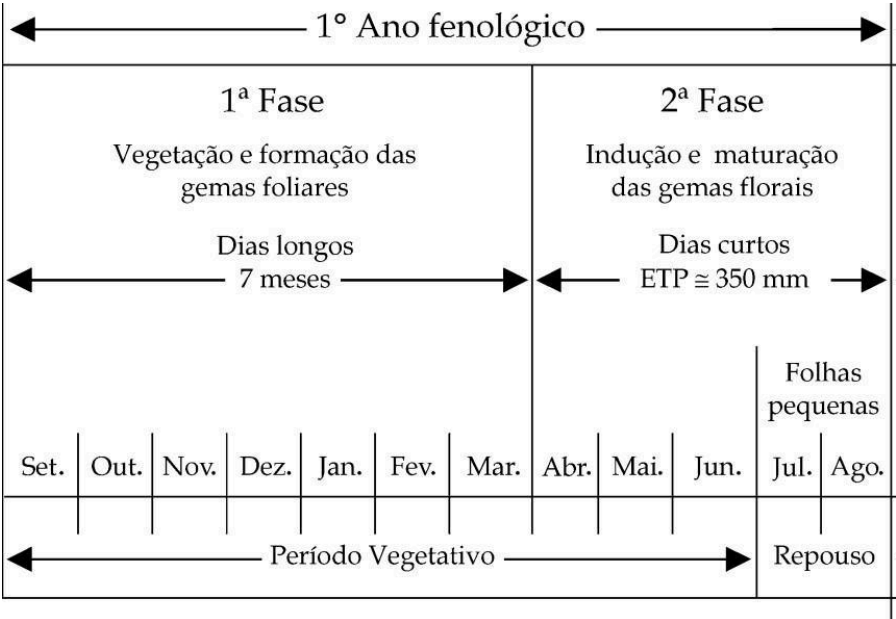 1° Ano fenológico
1ª Fase
Vegetação e formação das
gemas foliares
Dias longos
7 meses
2ª Fase
Indução e maturação
das gemas florais
Dias curtos
ETP ≅ 350 mm
Folhas
pequenas
Set. Out. Nov. Dez. Jan. Fev. Mar. Abr. Mai. Jun. Jul. Ago.
Período Vegetativo Repouso